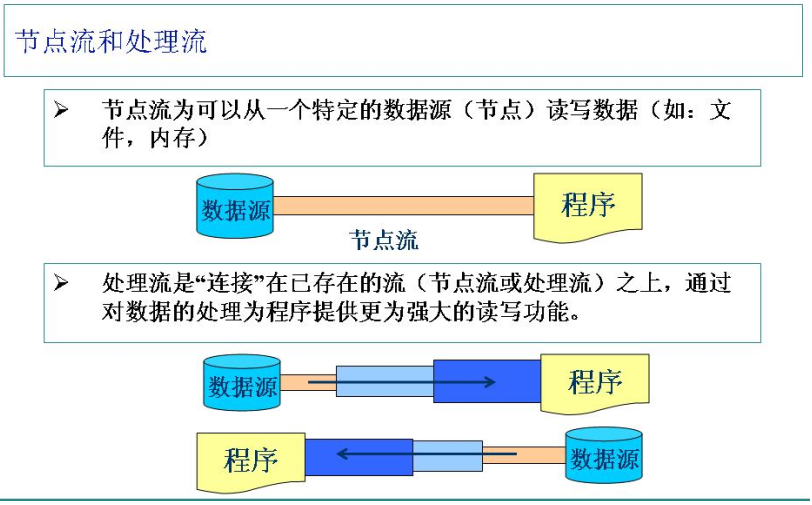 节点流和处理流
节点流为可以从一个特定的数据源（节点）读写数据（如：文
件，内存）
数据源
程序
节点流
处理流是“连接”在已存在的流（节点流或处理流）之上，通过
对数据的处理为程序提供更为强大的读写功能。
数据源
程序
程序
数据源